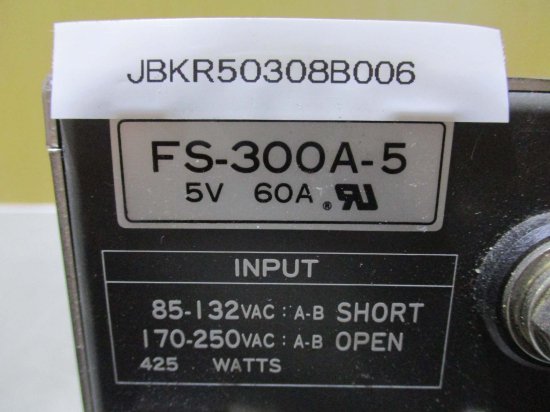 JBKR50308B006
FS-300A-5
5V 60A
INPUT
85-132VAC : A-B SHORT
170-250VAC : A-B OPEN
425 WATTS